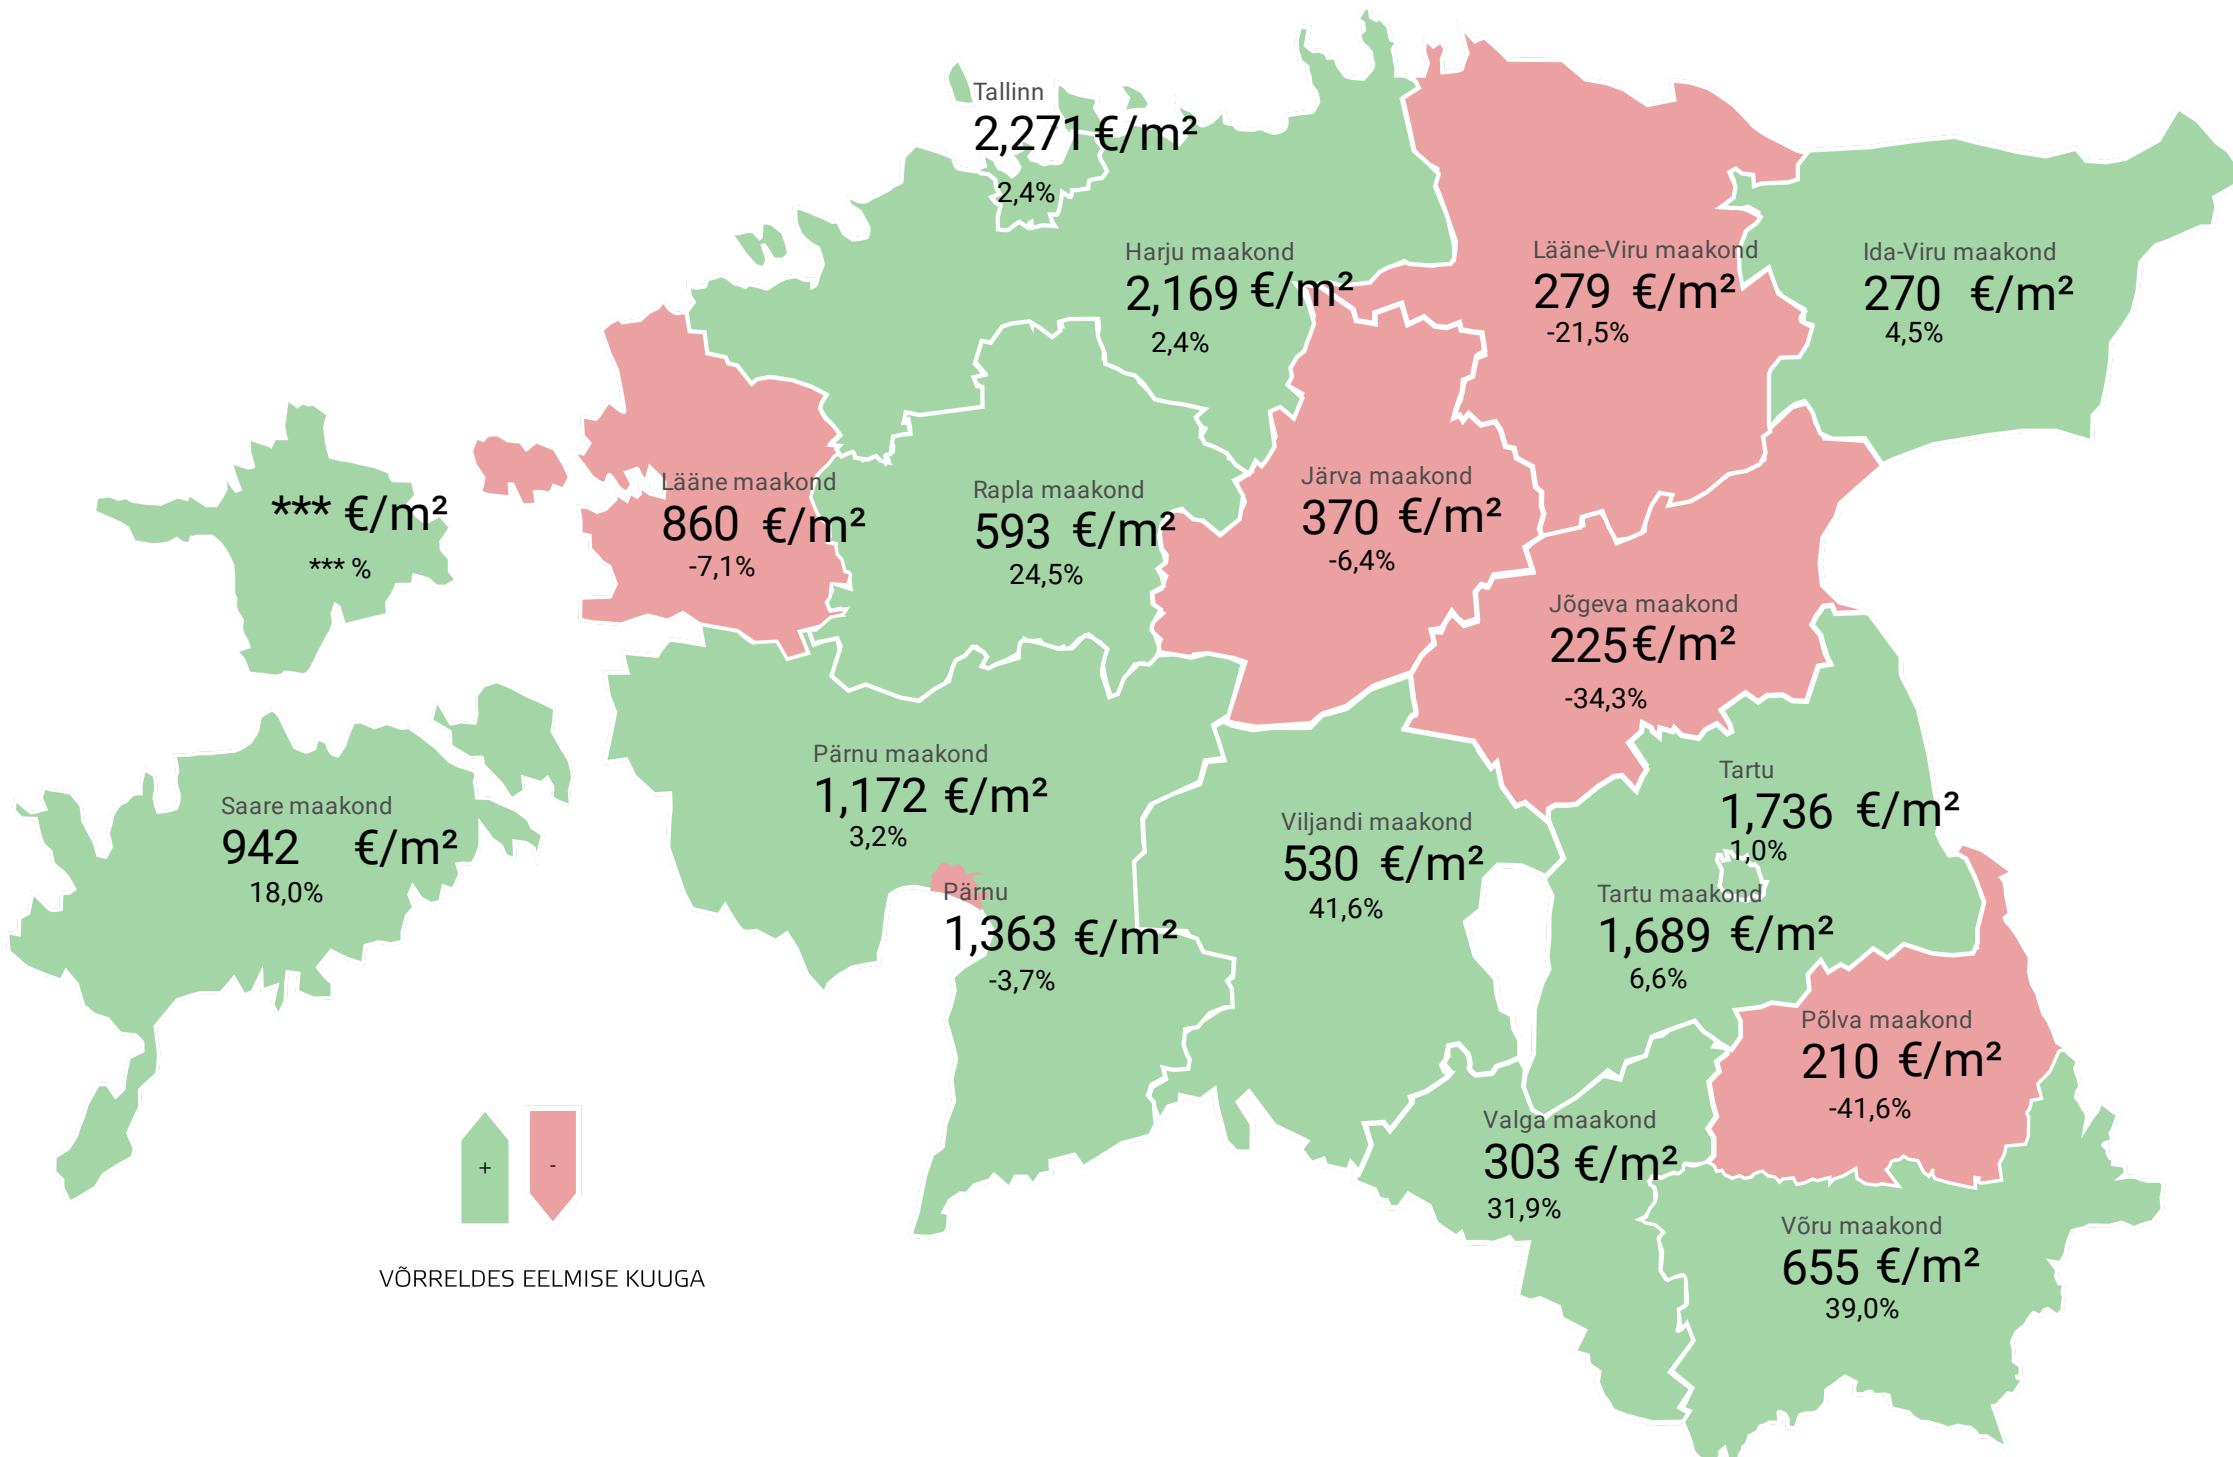 Tallinn
2,271 €/m²
2,4%
Harju maakond
2,169 €/m²
2,4%
Lääne-Viru maakond
279 €/m²
-21,5%
Ida-Viru maakond
270 €/m²
4,5%
*** €/m²
*** %
Lääne maakond
860 €/m²
-7,1%
Rapla maakond
593 €/m²
24,5%
Järva maakond
370 €/m²
-6,4%
Jõgeva maakond
225 €/m²
-34,3%
Saare maakond
942 €/m²
18,0%
Pärnu maakond
1,172 €/m²
3,2%
Pärnu
1,363 €/m²
-3,7%
Viljandi maakond
530 €/m²
41,6%
Tartu
1,736 €/m²
1,0%
Tartu maakond
1,689 €/m²
6,6%
Põlva maakond
210 €/m²
-41,6%
Valga maakond
303 €/m²
31,9%
Võru maakond
655 €/m²
39,0%
+ -
VÕRRELDES EELMISE KUUGA